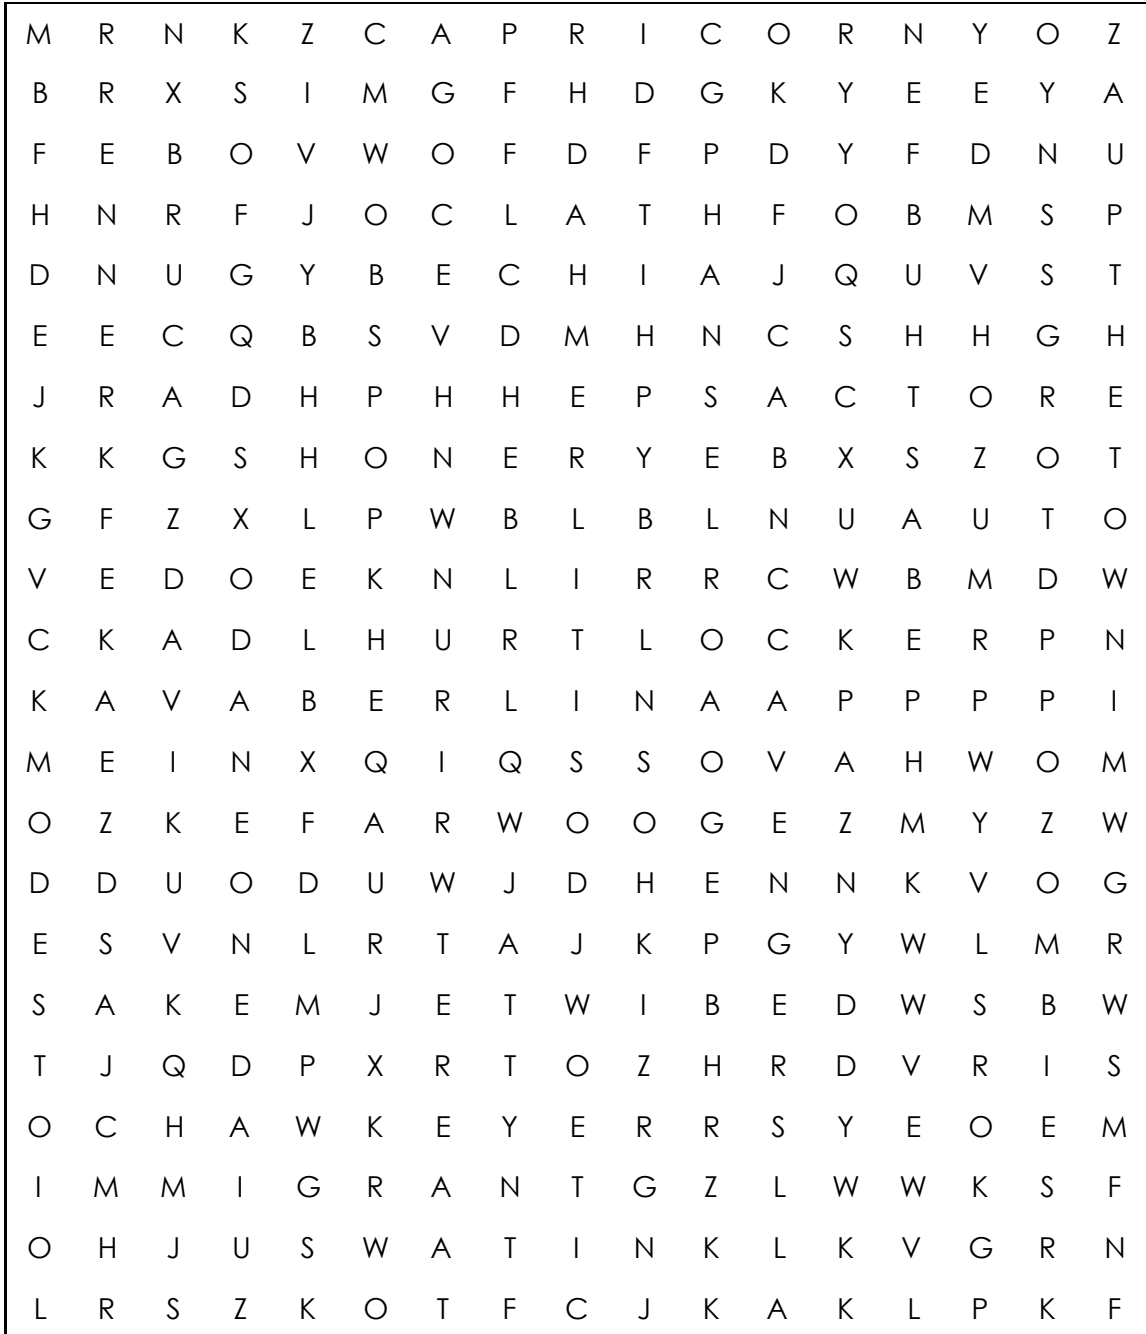 M R N K Z C A P R I C O R N Y O Z
B R X S I M G F H D G K Y E E Y A
F E B O V W O F D F P D Y F D N U
H N R F J O C L A T H F O B M S P
D N U G Y B E C H I A J Q U V S T
E E C Q B S V D M H N C S H H G H
J R A D H P H H E P S A C T O R E
K K G S H O N E R Y E B X S Z O T
G F Z X L P W B L B L N U A U T O
V E D O E K N L I R R C W B M D W
C K A D L H U R T L O C K E R P N
K A V A B E R L I N A A P P P P I
M E I N X Q I Q S S O V A H W O M
O Z K E F A R W O O G E Z M Y Z W
D D U O D U W J D H E N N K V O G
E S V N L R T A J K P G Y W L M R
S A K E M J E T W I B E D W S B W
T J Q D P X R T O Z H R D V R I S
O C H A W K E Y E R R S Y E O E M
I M M I G R A N T G Z L W W K S F
O H J U S W A T I N K L K V G R N
L R S Z K O T F C J K A K L P K F